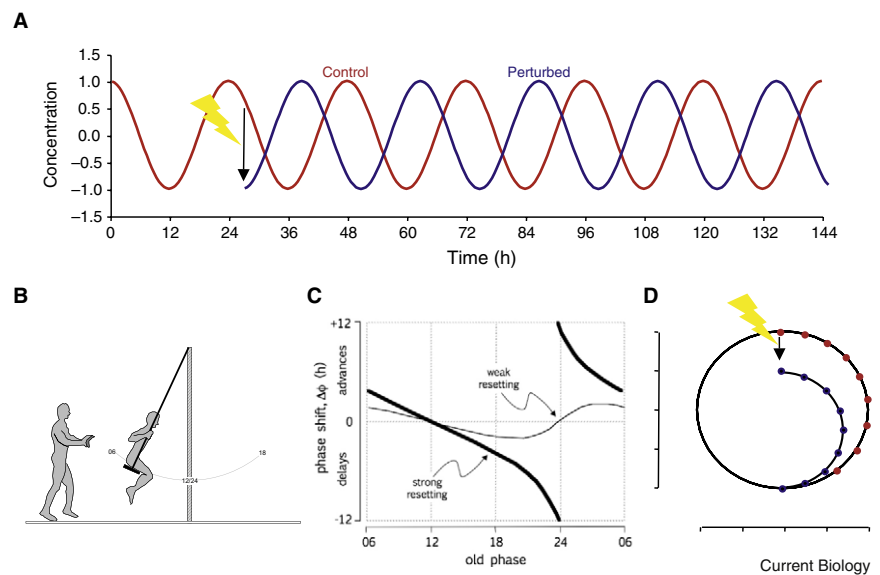 A
1.5
1.0
0.5
0.0
−0.5
−1.0
−1.5
Concentration
Control
Perturbed
0 12 24 36 48 60 72 84 96 108 120 132 144
Time (h)
B
06
12/24
18
C
+12
0
-12
phase shift, Δϕ (h)
advances
delays
weak
resetting
strong
resetting
06 12 18 24 06
old phase
D
Current Biology